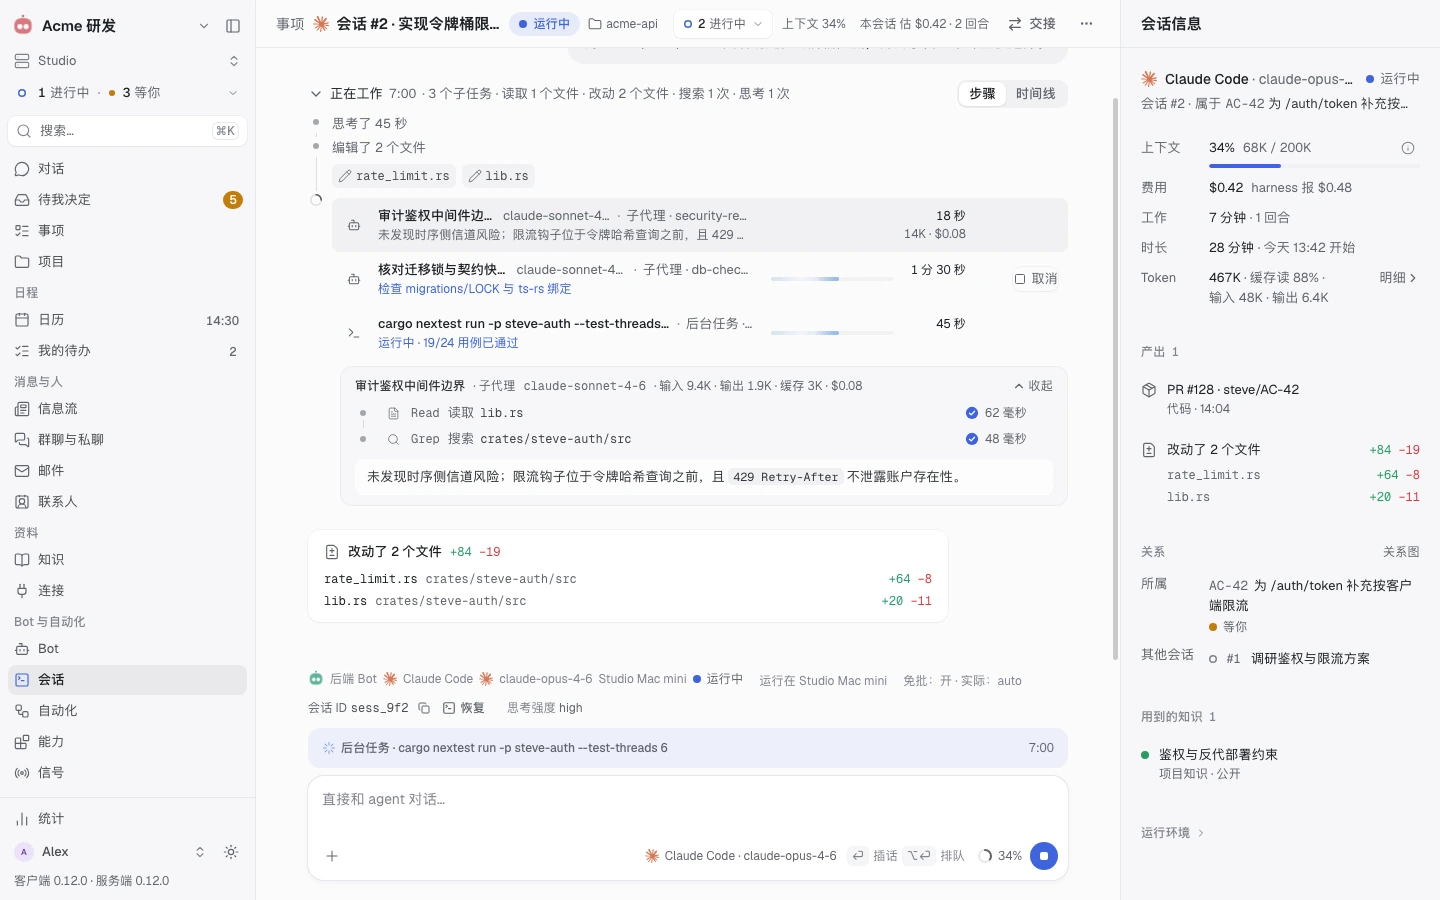 Acme 研发
Studio
1 进行中 · 3 等你
搜索… ⌘K
对话
待我决定 5
事项
项目
日程
日历 14:30
我的待办 2
消息与人
信息流
群聊与私聊
邮件
联系人
资料
知识
连接
Bot 与自动化
Bot
会话
自动化
能力
信号
统计
A Alex
客户端 0.12.0 · 服务端 0.12.0
事项 会话 #2 · 实现令牌桶限… 运行中 acme-api 2 进行中 上下文 34% 本会话 估 $0.42 · 2 回合 交接 ···
正在工作 7:00 · 3 个子任务 · 读取 1 个文件 · 改动 2 个文件 · 搜索 1 次 · 思考 1 次 步骤 时间线
思考了 45 秒
编辑了 2 个文件
rate_limit.rs lib.rs
审计鉴权中间件边… claude-sonnet-4… · 子代理 · security-re… 18 秒
未发现时序侧信道风险；限流钩子位于令牌哈希查询之前，且 429 … 14K · $0.08
核对迁移锁与契约快… claude-sonnet-4… · 子代理 · db-chec… 1 分 30 秒 取消
检查 migrations/LOCK 与 ts-rs 绑定
cargo nextest run -p steve-auth --test-threads… · 后台任务 ·… 45 秒
运行中 · 19/24 用例已通过
审计鉴权中间件边界 · 子代理 claude-sonnet-4-6 · 输入 9.4K · 输出 1.9K · 缓存 3K · $0.08 收起
Read 读取 lib.rs 62 毫秒
Grep 搜索 crates/steve-auth/src 48 毫秒
未发现时序侧信道风险；限流钩子位于令牌哈希查询之前，且 429 Retry-After 不泄露账户存在性。
改动了 2 个文件 +84 −19
rate_limit.rs crates/steve-auth/src +64 −8
lib.rs crates/steve-auth/src +20 −11
后端 Bot Claude Code claude-opus-4-6 Studio Mac mini 运行中 运行在 Studio Mac mini 免批：开 · 实际：auto
会话 ID sess_9f2 恢复 思考强度 high
后台任务 · cargo nextest run -p steve-auth --test-threads 6 7:00
直接和 agent 对话…
Claude Code · claude-opus-4-6 插话 排队 34%
会话信息
Claude Code · claude-opus-… 运行中
会话 #2 · 属于 AC-42 为 /auth/token 补充按…
上下文 34% 68K / 200K
费用 $0.42 harness 报 $0.48
工作 7 分钟 · 1 回合
时长 28 分钟 · 今天 13:42 开始
Token 467K · 缓存读 88% · 明细
输入 48K · 输出 6.4K
产出 1
PR #128 · steve/AC-42
代码 · 14:04
改动了 2 个文件 +84 −19
rate_limit.rs +64 −8
lib.rs +20 −11
关系 关系图
所属 AC-42 为 /auth/token 补充按客户
端限流
等你
其他会话 #1 调研鉴权与限流方案
用到的知识 1
鉴权与反代部署约束
项目知识 · 公开
运行环境